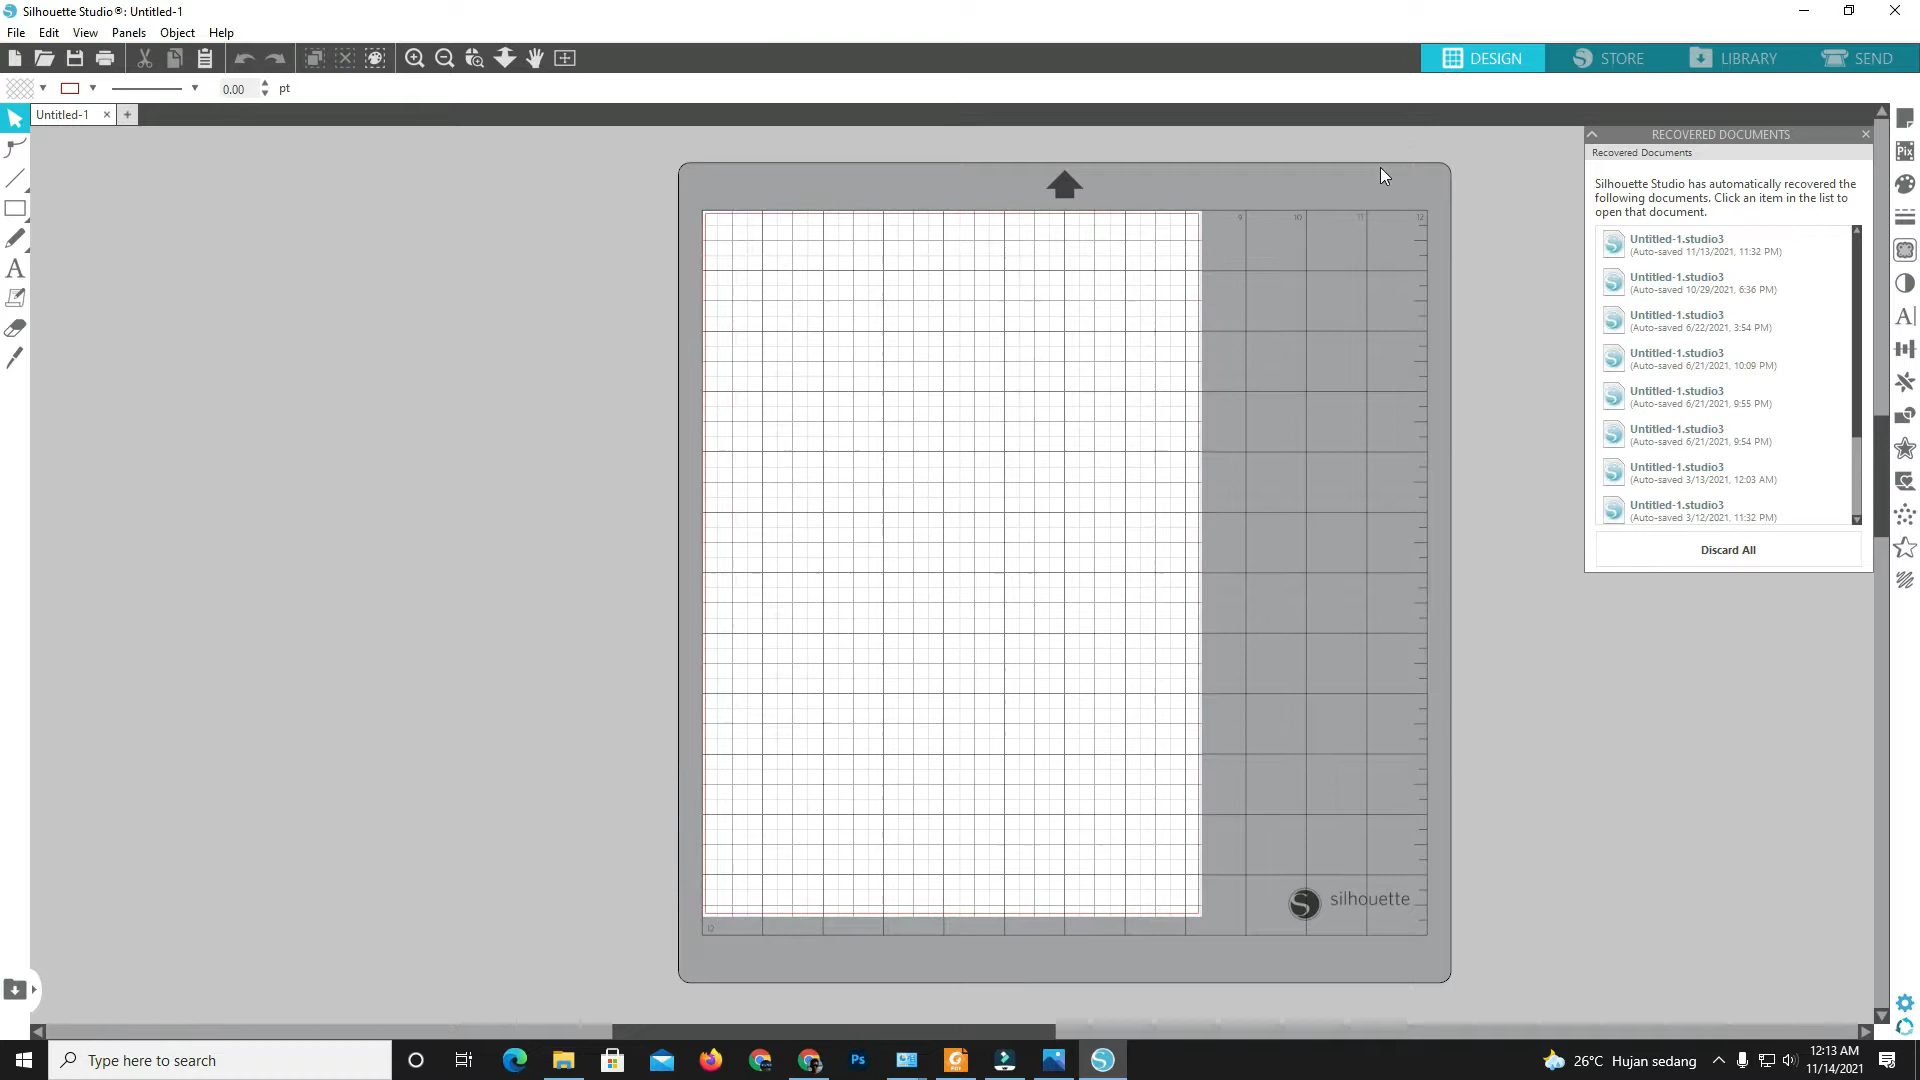 Silhouette Studio®: Untitled-1
File Edit View Panels Object Help
DESIGN STORE LIBRARY SEND
0.00 pt
Untitled-1
RECOVERED DOCUMENTS
Recovered Documents
Silhouette Studio has automatically recovered the
following documents. Click an item in the list to
open that document.
Untitled-1.studio3
(Auto-saved 11/13/2021, 11:32 PM)
Untitled-1.studio3
(Auto-saved 10/29/2021, 6:36 PM)
Untitled-1.studio3
(Auto-saved 6/22/2021, 3:54 PM)
Untitled-1.studio3
(Auto-saved 6/21/2021, 10:09 PM)
Untitled-1.studio3
(Auto-saved 6/21/2021, 9:55 PM)
Untitled-1.studio3
(Auto-saved 6/21/2021, 9:54 PM)
Untitled-1.studio3
(Auto-saved 3/13/2021, 12:03 AM)
Untitled-1.studio3
(Auto-saved 3/12/2021, 11:32 PM)
Discard All
9 10 11 12
silhouette
0
Type here to search
Ps
26°C Hujan sedang
12:13 AM
11/14/2021